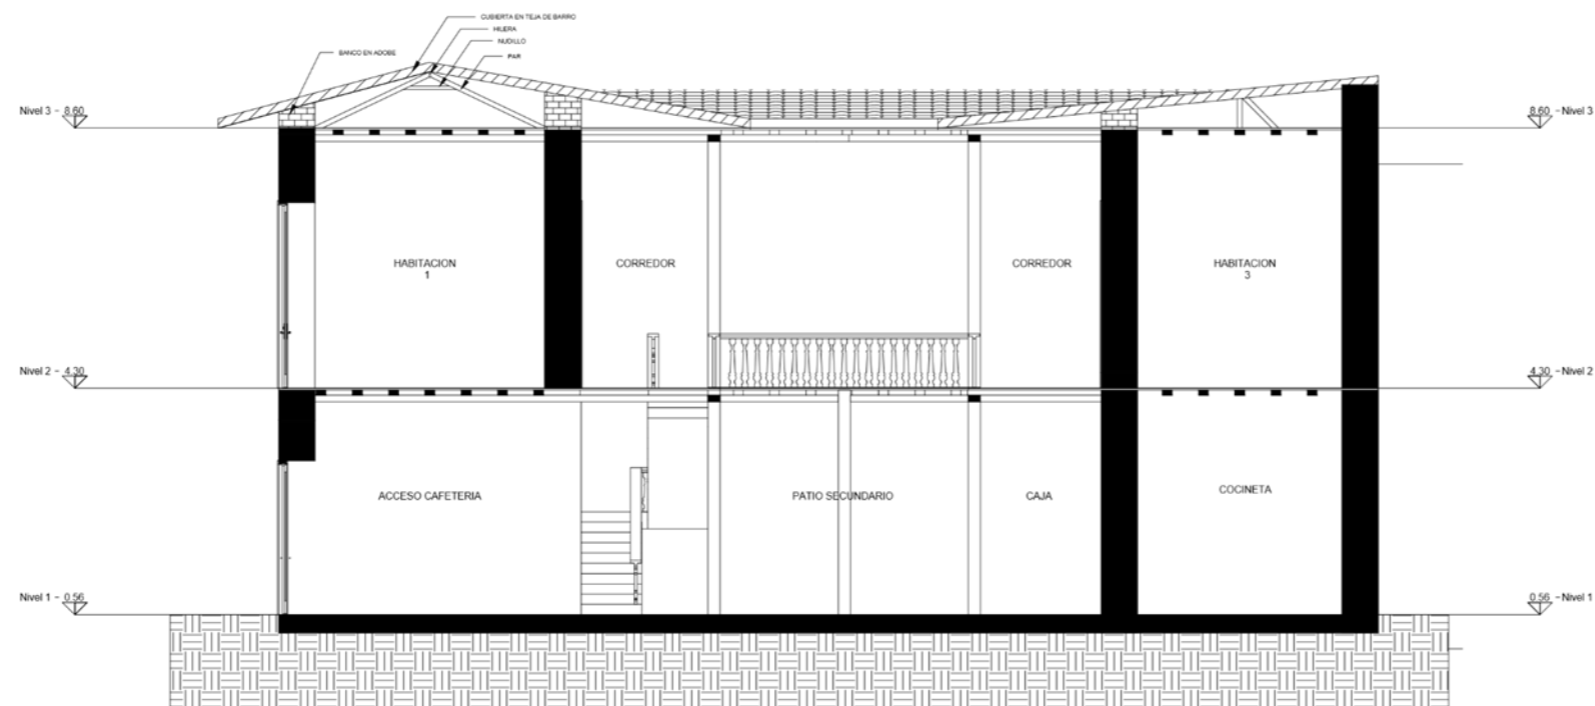 CUBIERTA EN TEJA DE BARRO
HILERA
NUDILLO
BANCO EN ADOBE
PAR
Nivel 3 - 8.60
8.60 - Nivel 3
HABITACION
1
CORREDOR
CORREDOR
HABITACION
3
Nivel 2 - 4.30
4.30 - Nivel 2
ACCESO CAFETERIA
PATIO SECUNDARIO
CAJA
COCINETA
Nivel 1 - 0.56
0.56 - Nivel 1